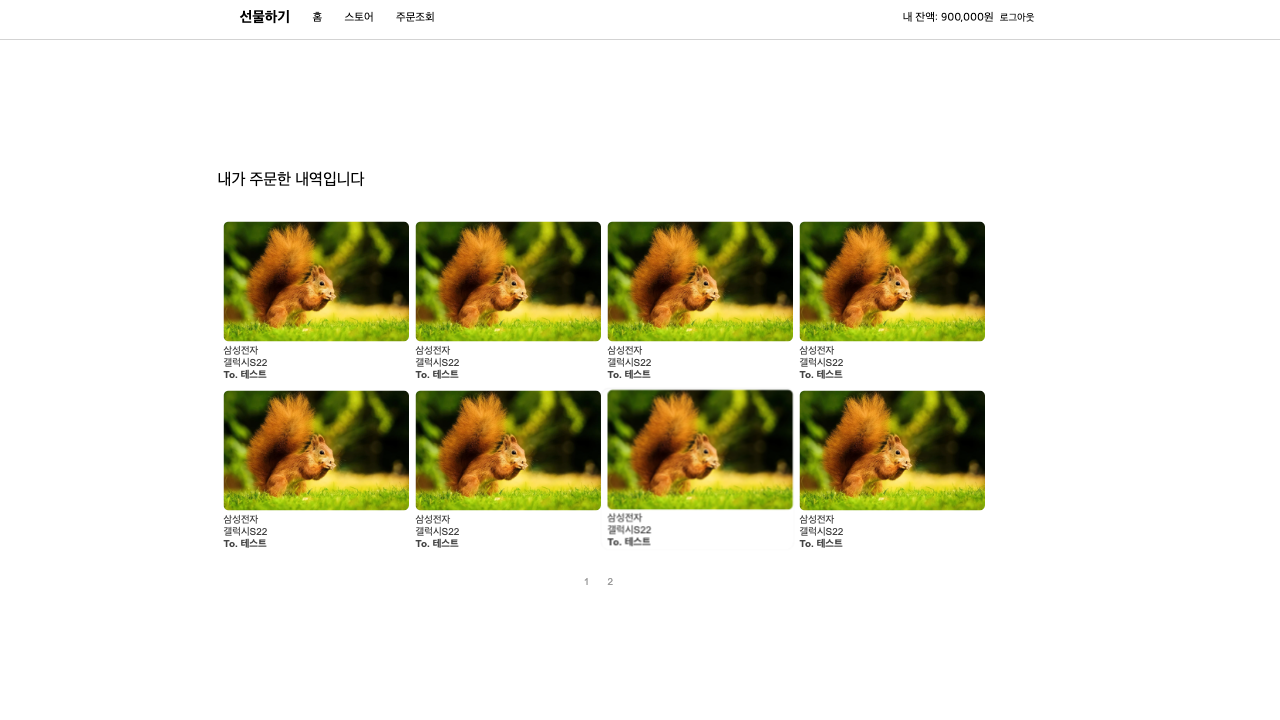 선물하기 홈 스토어 주문조회 내 잔액: 900,000원 로그아웃
내가 주문한 내역입니다
삼성전자 삼성전자 삼성전자 삼성전자
갤럭시S22 갤럭시S22 갤럭시S22 갤럭시S22
To. 테스트 To. 테스트 To. 테스트 To. 테스트
삼성전자 삼성전자 삼성전자 삼성전자
갤럭시S22 갤럭시S22 갤럭시S22 갤럭시S22
To. 테스트 To. 테스트 To. 테스트 To. 테스트
1 2